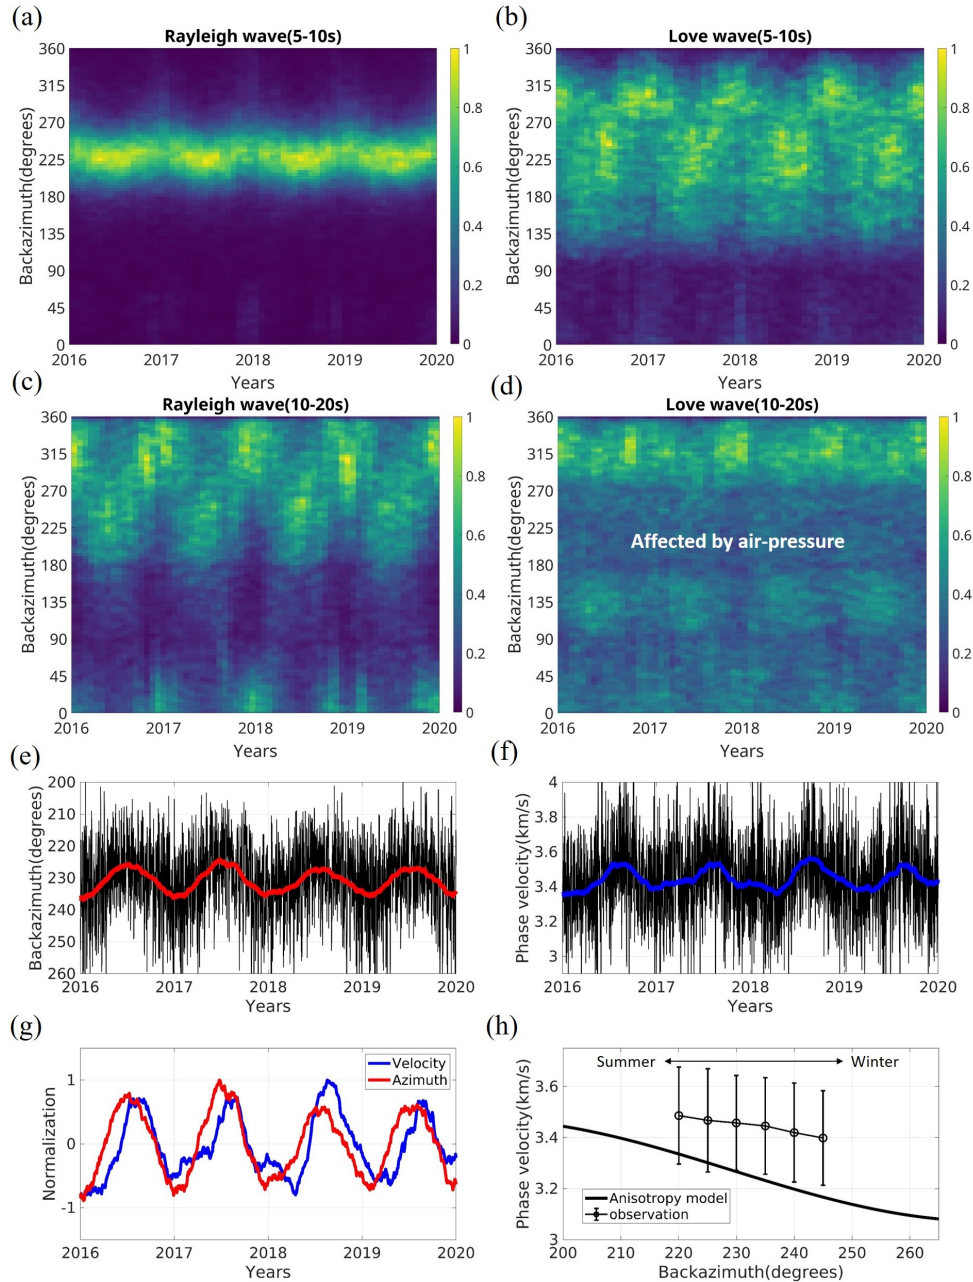 (a)
Rayleigh wave(5-10s)
Backazimuth(degrees)
360
315
270
225
180
135
90
45
0
2016 2017 2018 2019 2020
Years
1
0.8
0.6
0.4
0.2
0
(b)
Love wave(5-10s)
Backazimuth(degrees)
360
315
270
225
180
135
90
45
0
2016 2017 2018 2019 2020
Years
1
0.8
0.6
0.4
0.2
0
(c)
Rayleigh wave(10-20s)
Backazimuth(degrees)
360
315
270
225
180
135
90
45
0
2016 2017 2018 2019 2020
Years
1
0.8
0.6
0.4
0.2
0
(d)
Love wave(10-20s)
Backazimuth(degrees)
360
315
270
225
180
135
90
45
0
Affected by air-pressure
2016 2017 2018 2019 2020
Years
1
0.8
0.6
0.4
0.2
0
(e)
Backazimuth(degrees)
200
210
220
230
240
250
260
2016 2017 2018 2019 2020
Years
(f)
Phase velocity(km/s)
4
3.8
3.6
3.4
3.2
3
2016 2017 2018 2019 2020
Years
(g)
Normalization
1
0
-1
Velocity
Azimuth
2016 2017 2018 2019 2020
Years
(h)
Phase velocity(km/s)
3.6
3.4
3.2
3
Summer Winter
Anisotropy model
observation
200 210 220 230 240 250 260
Backazimuth(degrees)